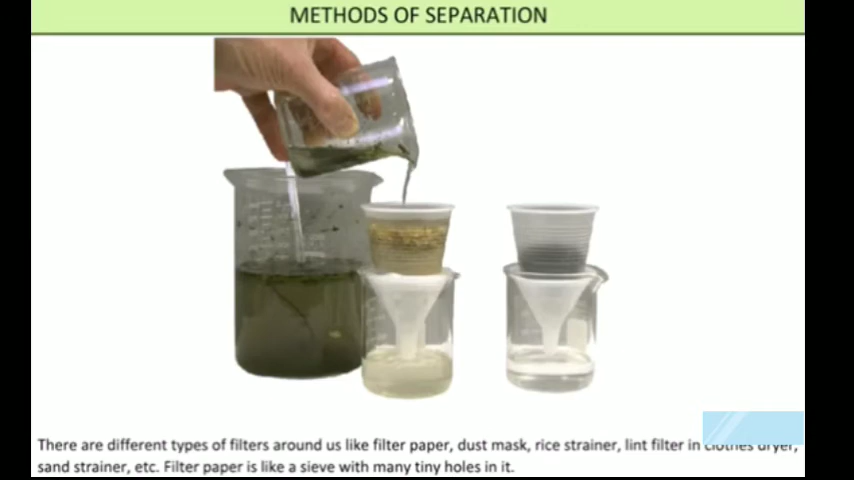 METHODS OF SEPARATION
There are different types of filters around us like filter paper, dust mask, rice strainer, lint filter in clothes dryer,
sand strainer, etc. Filter paper is like a sieve with many tiny holes in it.